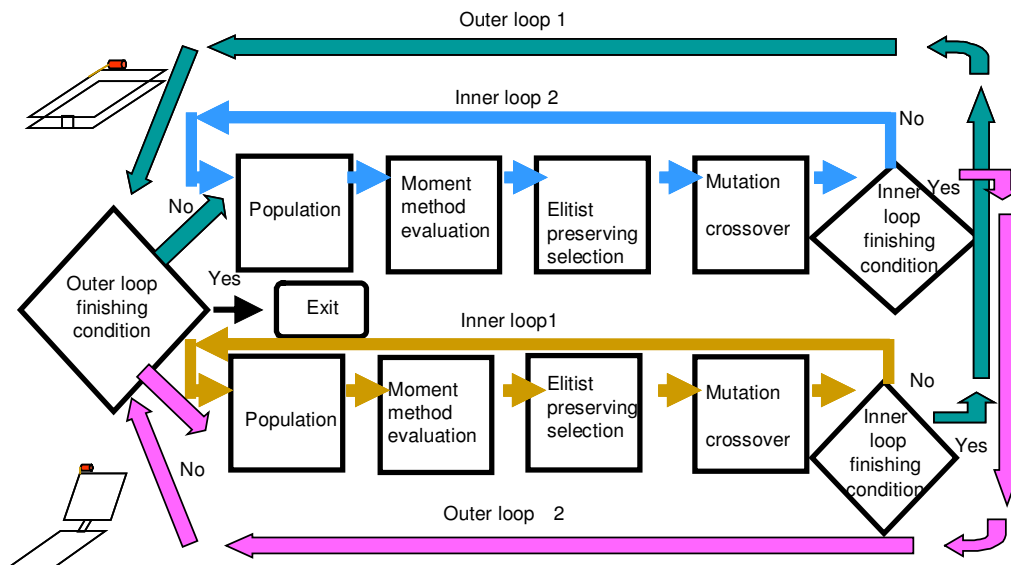 Outer loop 1
Inner loop 2
No
Population
Moment
method
evaluation
Elitist
preserving
selection
Mutation
crossover
Inner
loop
finishing
condition
Yes
No
Outer loop
finishing
condition
Yes
Exit
Inner loop1
No
Population
Moment
method
evaluation
Elitist
preserving
selection
Mutation
crossover
Inner
loop
finishing
condition
Yes
No
Outer loop 2